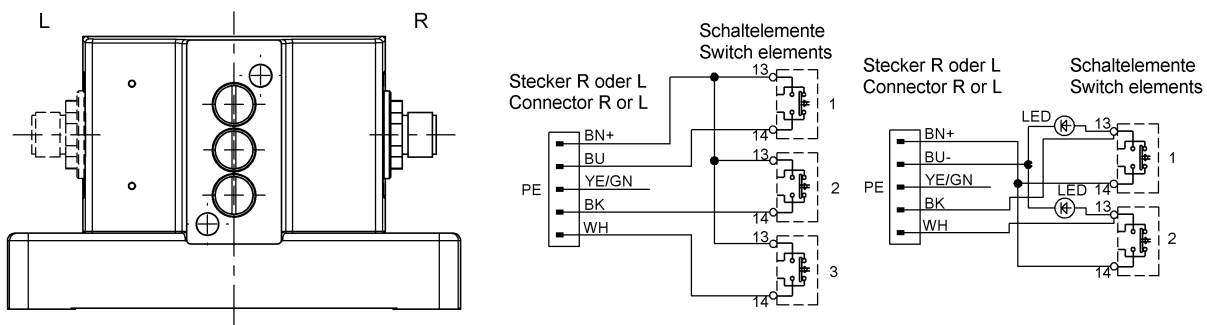 L
R
Schaltelemente
Switch elements
Stecker R oder L
Connector R or L
PE
BN+
BU
YE/GN
BK
WH
13
14
1
13
14
2
13
14
3
Stecker R oder L
Connector R or L
Schaltelemente
Switch elements
PE
BN+
BU-
YE/GN
BK
WH
LED
13
14
1
LED
13
14
2